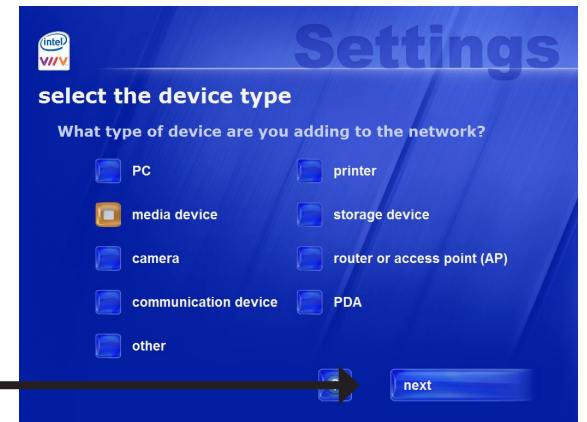 intel
VIIV
Settings
select the device type
What type of device are you adding to the network?
PC
printer
media device
storage device
camera
router or access point (AP)
communication device
PDA
other
next